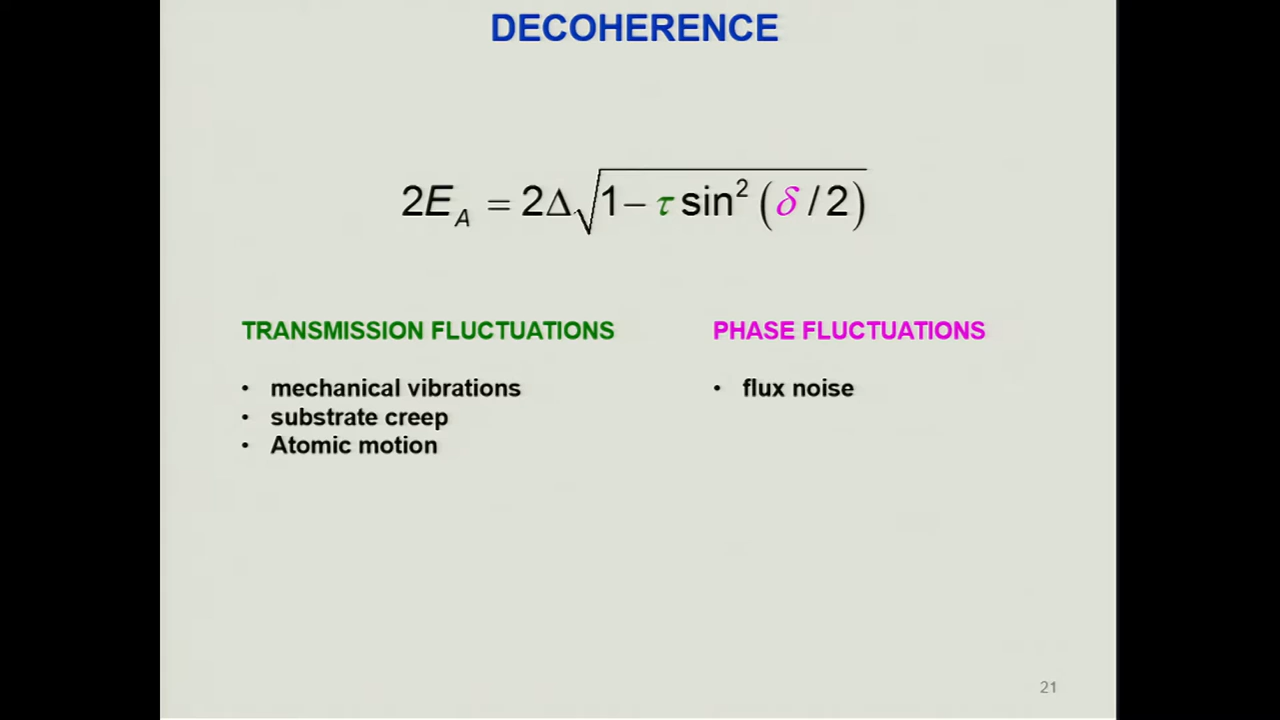 DECOHERENCE
2E_A = 2Δ√(1 − τ sin²(δ / 2))
TRANSMISSION FLUCTUATIONS
• mechanical vibrations
• substrate creep
• Atomic motion
PHASE FLUCTUATIONS
• flux noise
21